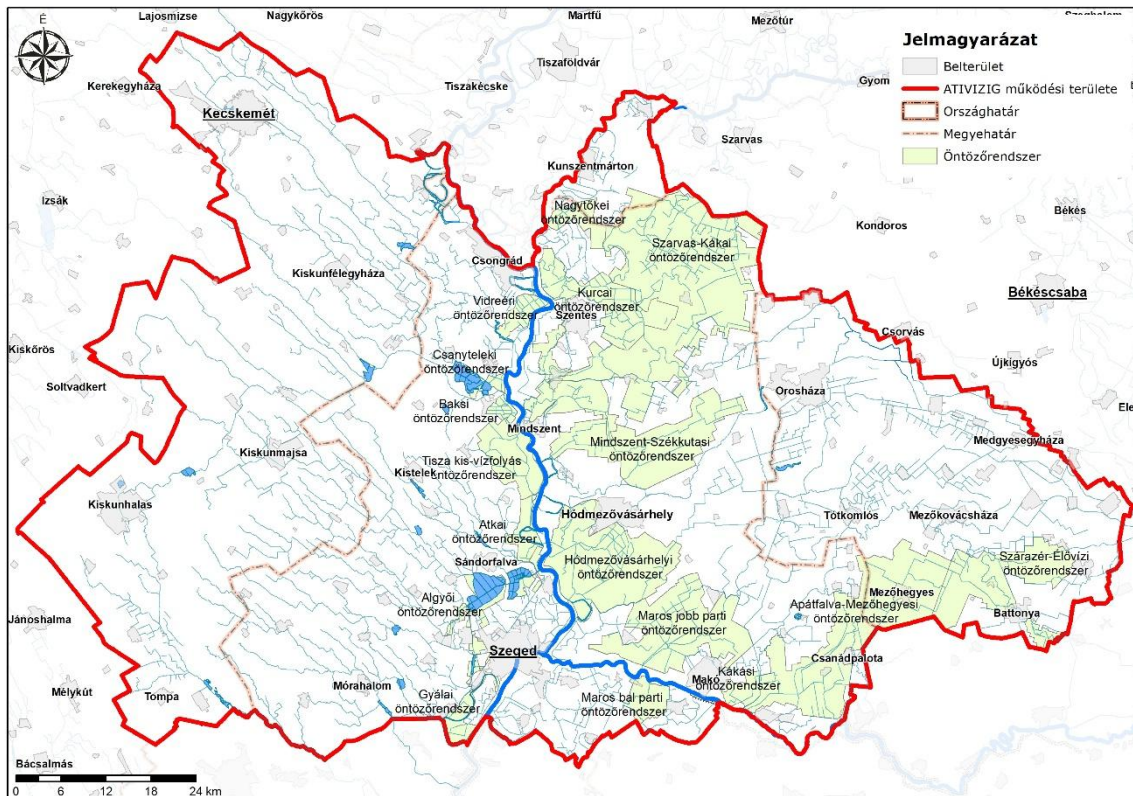 Lajosmizse
Nagykőrös
Martfű
Mezőtúr
É
Jelmagyarázat
Belterület
ATIVIZIG működési területe
Országhatár
Megyehatár
Öntözőrendszer
Tiszaföldvár
Kerekegyháza
Tiszakécske
Gyom
Kecskemét
Szarvas
Kunszentmárton
Izsák
Nagytőkei
öntözőrendszer
Békés
Kondoros
Szarvas-Kákai
öntözőrendszer
Csongrád
Kiskunfélegyháza
Békéscsaba
Vidreéri
öntözőrendszer
Kurcai
öntözőrendszer
Szentes
Csorvás
Kiskőrös
Csanyteleki
öntözőrendszer
Újkígyós
Soltvadkert
Orosháza
Ele
Baksi
öntözőrendszer
Mindszent
Mindszent-Székkutasi
öntözőrendszer
Medgyesegyháza
Kiskunmajsa
Tisza kis-vízfolyás
öntözőrendszer
Kistelek
Kiskunhalas
Hódmezővásárhely
Tótkomlós
Mezőkovácsháza
Atkai
öntözőrendszer
Sándorfalva
Hódmezővásárhelyi
öntözőrendszer
Szárazér-Élővízi
öntözőrendszer
Mezőhegyes
Algyői
öntözőrendszer
Apátfalva-Mezőhegyesi
öntözőrendszer
Battonya
Jánoshalma
Maros jobb parti
öntözőrendszer
Szeged
Csanádpalota
Makó
Kákási
öntözőrendszer
Mélykút
Tompa
Mórahalom
Gyálai
öntözőrendszer
Maros bal parti
öntözőrendszer
Bácsalmás
0 6 12 18 24 km